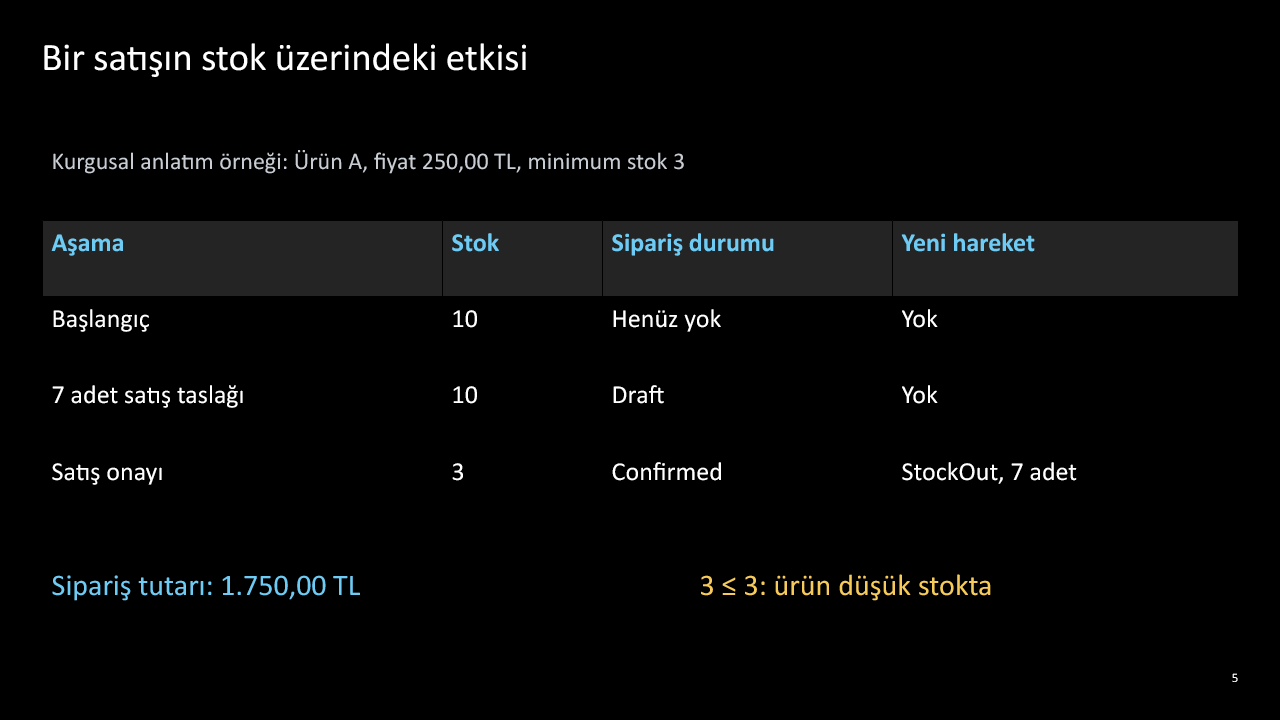 Bir satışın stok üzerindeki etkisi
Kurgusal anlatım örneği: Ürün A, fiyat 250,00 TL, minimum stok 3
Aşama Stok Sipariş durumu Yeni hareket
Başlangıç 10 Henüz yok Yok
7 adet satış taslağı 10 Draft Yok
Satış onayı 3 Confirmed StockOut, 7 adet
Sipariş tutarı: 1.750,00 TL 3 ≤ 3: ürün düşük stokta
5